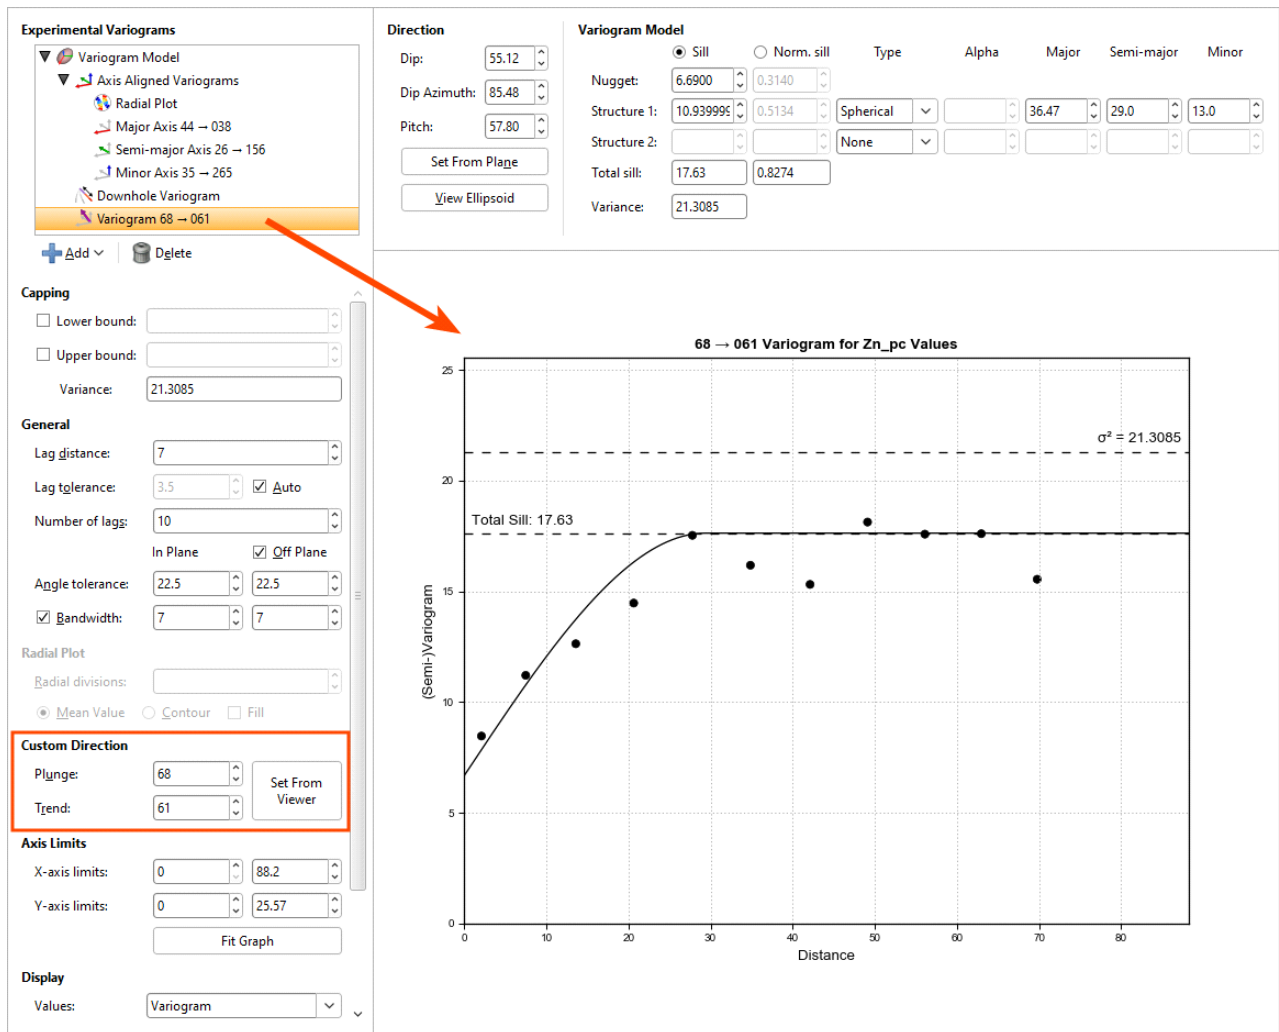 Experimental Variograms
Variogram Model
Axis Aligned Variograms
Radial Plot
Major Axis 44 → 038
Semi-major Axis 26 → 156
Minor Axis 35 → 265
Downhole Variogram
Variogram 68 → 061
Add
Delete
Capping
Lower bound:
Upper bound:
Variance: 21.3085
General
Lag distance: 7
Lag tolerance: 3.5 Auto
Number of lags: 10
In Plane Off Plane
Angle tolerance: 22.5 22.5
Bandwidth: 7 7
Radial Plot
Radial divisions:
Mean Value Contour Fill
Custom Direction
Plunge: 68
Trend: 61
Set From
Viewer
Axis Limits
X-axis limits: 0 88.2
Y-axis limits: 0 25.57
Fit Graph
Display
Values: Variogram
Direction
Dip: 55.12
Dip Azimuth: 85.48
Pitch: 57.80
Set From Plane
View Ellipsoid
Variogram Model
Sill Norm. sill Type Alpha Major Semi-major Minor
Nugget: 6.6900 0.3140
Structure 1: 10.939999 0.5134 Spherical 36.47 29.0 13.0
Structure 2: None
Total sill: 17.63 0.8274
Variance: 21.3085
68 → 061 Variogram for Zn_pc Values
σ² = 21.3085
Total Sill: 17.63
(Semi-)Variogram
25
20
15
10
5
0
0 10 20 30 40 50 60 70 80
Distance